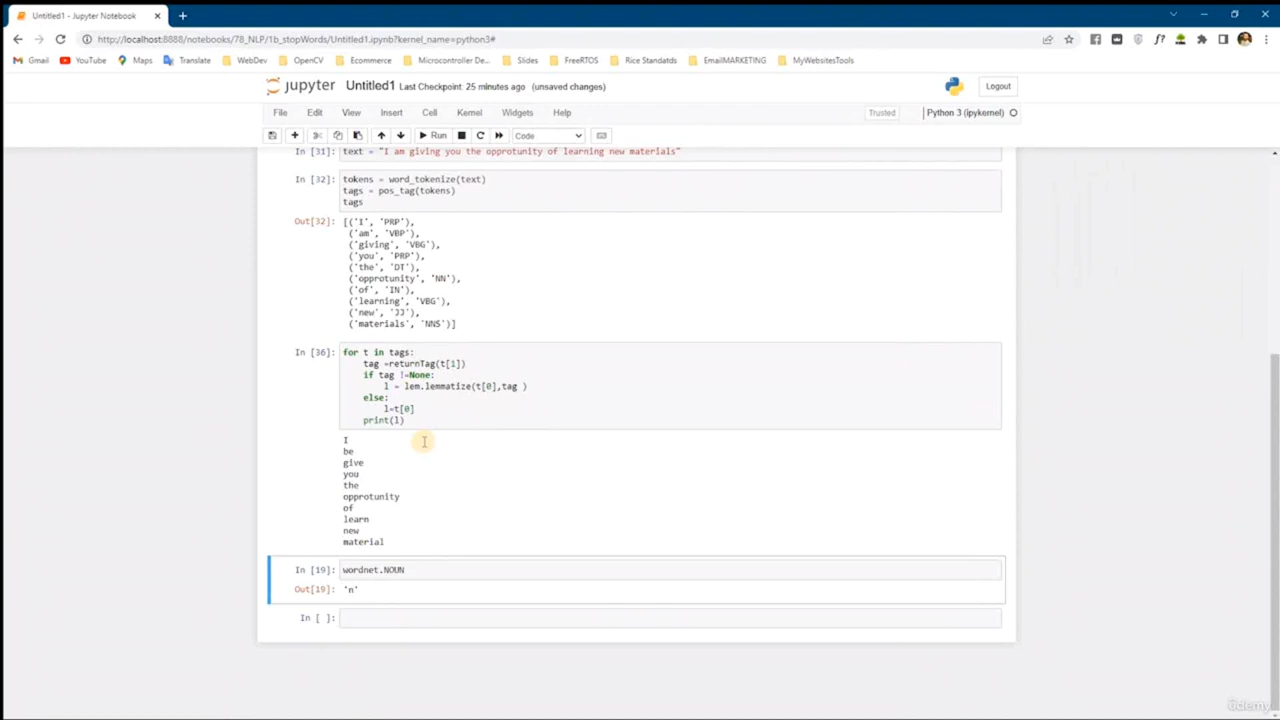 Untitled1 - Jupyter Notebook
http://localhost:8888/notebooks/78_NLP/1b_stopWords/Untitled1.ipynb?kernel_name=python3#
Gmail YouTube Maps Translate WebDev OpenCV Ecommerce Microcontroller De... Slides FreeRTOS Rice Standatds EmailMARKETING MyWebsitesTools
jupyter Untitled1 Last Checkpoint: 25 minutes ago (unsaved changes) Logout
File Edit View Insert Cell Kernel Widgets Help Trusted Python 3 (ipykernel)
Run Code
In [31]: text = "I am giving you the opprotunity of learning new materials"
In [32]: tokens = word_tokenize(text)
tags = pos_tag(tokens)
tags
Out[32]: [('I', 'PRP'),
('am', 'VBP'),
('giving', 'VBG'),
('you', 'PRP'),
('the', 'DT'),
('opprotunity', 'NN'),
('of', 'IN'),
('learning', 'VBG'),
('new', 'JJ'),
('materials', 'NNS')]
In [36]: for t in tags:
tag =returnTag(t[1])
if tag !=None:
l = lem.lemmatize(t[0],tag )
else:
l=t[0]
print(l)
I
be
give
you
the
opprotunity
of
learn
new
material
In [19]: wordnet.NOUN
Out[19]: 'n'
In [ ]:
ûdemy